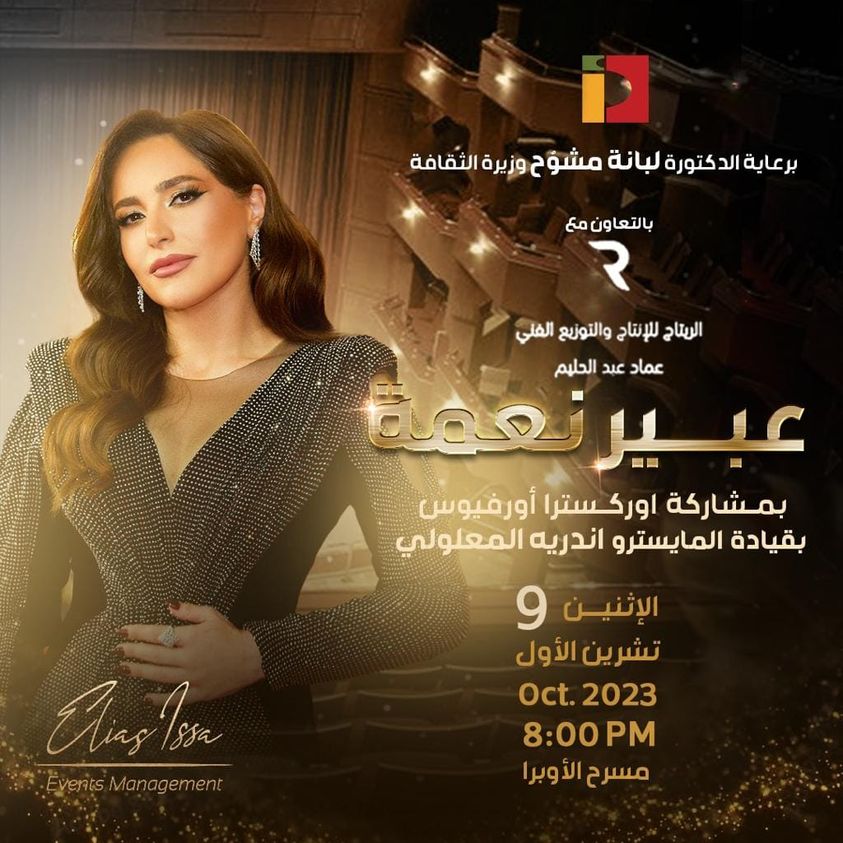 برعاية الدكتورة لبانة مشوّح وزيرة الثقافة
بالتعاون مع
R
الريتاج للإنتاج والتوزيع الفني
عماد عبد الحليم
عبير نعمة
بمشاركة اوركسترا أورفيوس
بقيادة المايسترو اندريه المعلولي
الإثنين 9
تشرين الأول
Oct. 2023
8:00 PM
مسرح الأوبرا
Elias Issa
Events Management